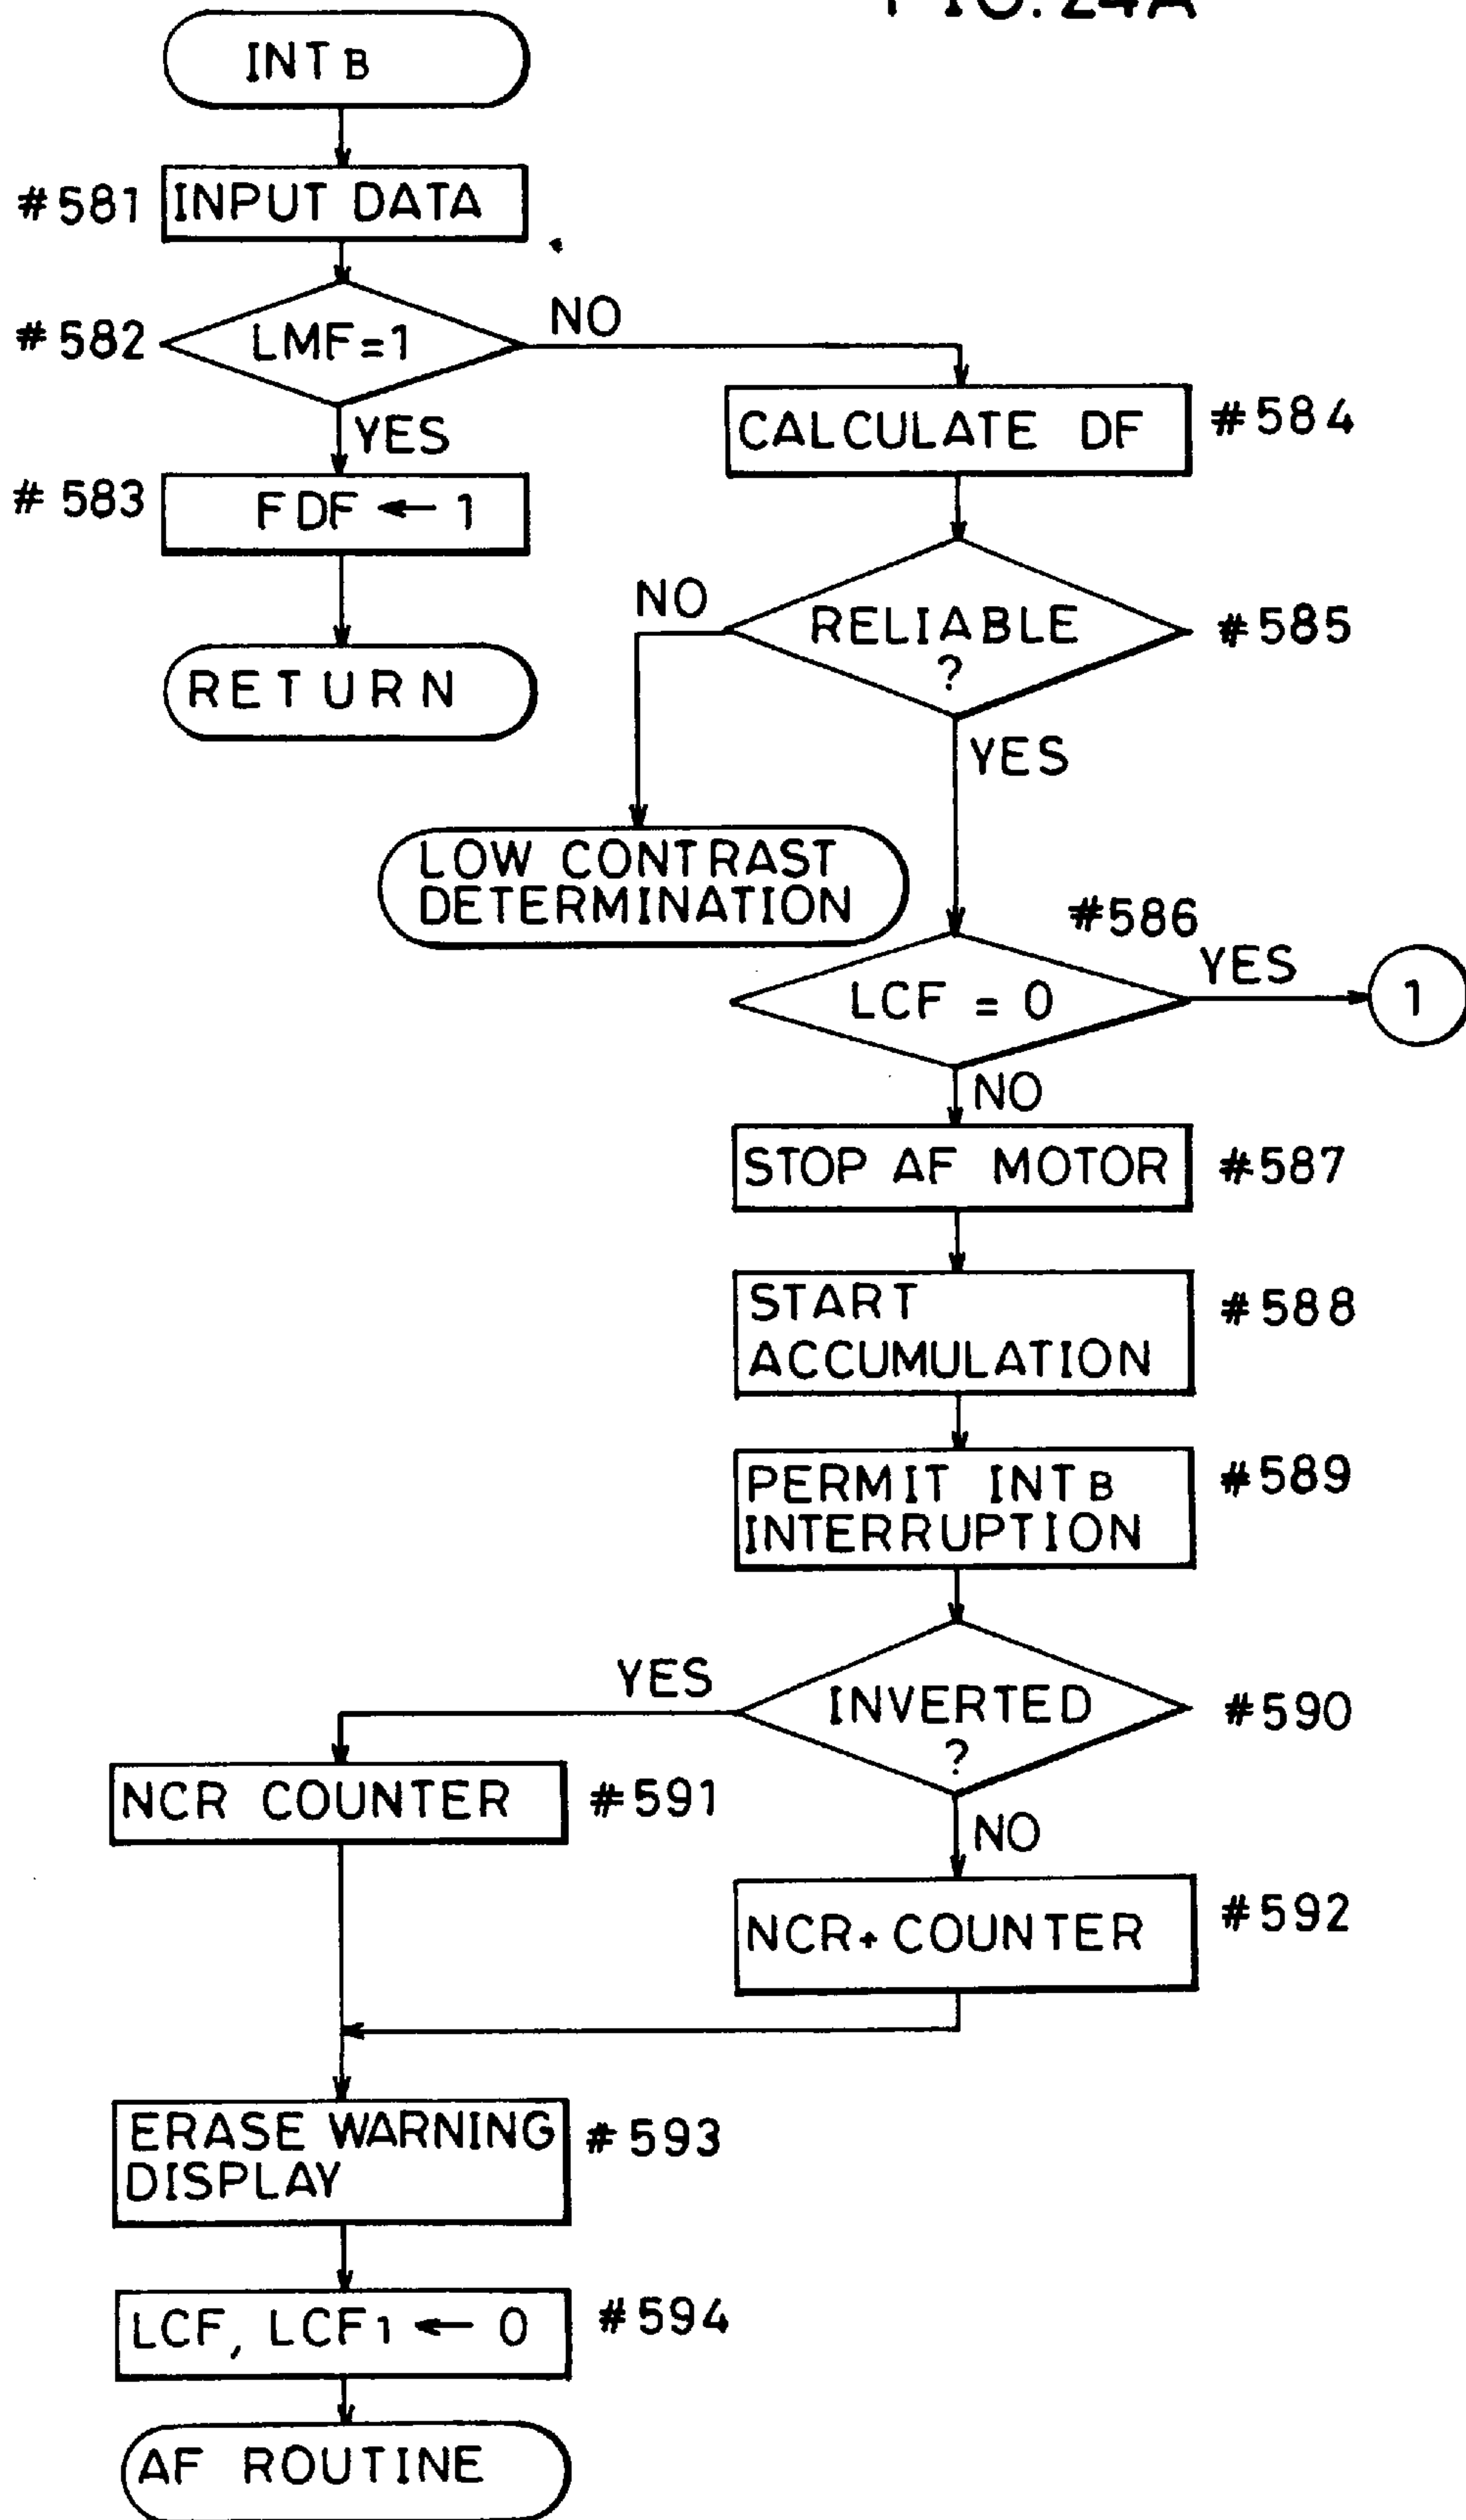 FIG. 24A
INTB
#581 INPUT DATA
#582 LMF=1
NO
YES
CALCULATE DF #584
#583 FDF ← 1
RETURN
NO
RELIABLE
?
#585
YES
LOW CONTRAST
DETERMINATION
#586
LCF = 0
YES
1
NO
STOP AF MOTOR #587
START
ACCUMULATION
#588
PERMIT INTB
INTERRUPTION
#589
YES
INVERTED
?
#590
NCR COUNTER #591
NO
NCR+COUNTER #592
ERASE WARNING
DISPLAY
#593
LCF, LCF1 ← 0 #594
AF ROUTINE